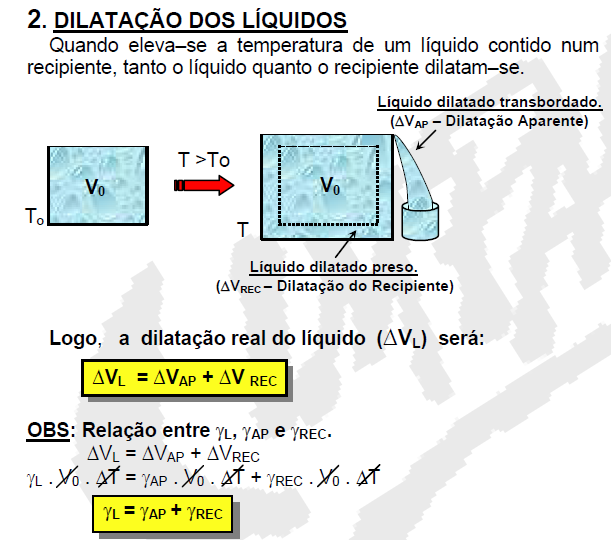 2. DILATAÇÃO DOS LÍQUIDOS
Quando eleva–se a temperatura de um líquido contido num
recipiente, tanto o líquido quanto o recipiente dilatam–se.
Líquido dilatado transbordado.
(ΔVAP – Dilatação Aparente)
T >To
V0
V0
To
T
Líquido dilatado preso.
(ΔVREC – Dilatação do Recipiente)
Logo, a dilatação real do líquido (ΔVL) será:
ΔVL = ΔVAP + ΔV REC
OBS: Relação entre γL, γAP e γREC.
ΔVL = ΔVAP + ΔVREC
γL . V0 . ΔT = γAP . V0 . ΔT + γREC . V0 . ΔT
γL = γAP + γREC